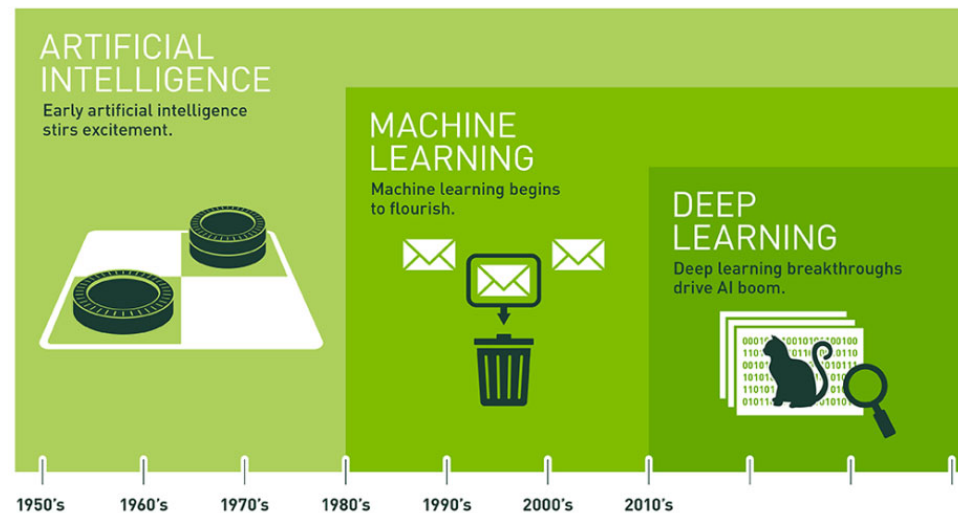 ARTIFICIAL
INTELLIGENCE
Early artificial intelligence
stirs excitement.
MACHINE
LEARNING
Machine learning begins
to flourish.
DEEP
LEARNING
Deep learning breakthroughs
drive AI boom.
1950's 1960's 1970's 1980's 1990's 2000's 2010's